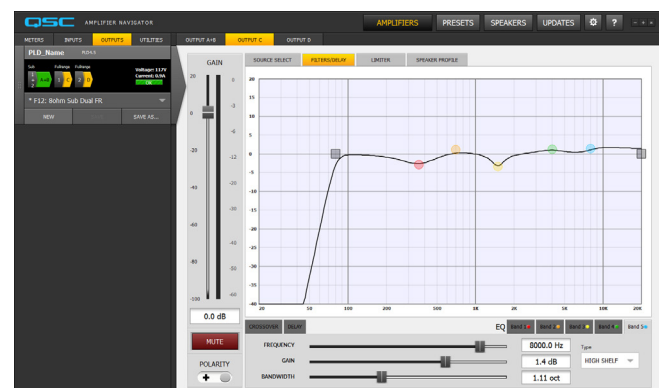 QSC AMPLIFIER NAVIGATOR
AMPLIFIERS PRESETS SPEAKERS UPDATES ?
METERS INPUTS OUTPUTS UTILITIES OUTPUT A+B OUTPUT C OUTPUT D
PLD_Name
GAIN SOURCE SELECT FILTERS/DELAY LIMITER SPEAKER PROFILE
Sub Fullrange Fullrange
Voltage: 117V
Current: 0.9A
OK
A+B 1 C 2 D
* F12: 8ohm Sub Dual FR
NEW SAVE AS...
20 0
0 -3
-6
-20 -12
-40 -20
-30
-60 -40
-80 -50
-100 -60
20
15
10
5
0
-5
-10
-15
-20
-25
-30
-35
-40
20 50 100 200 500 1K 2K 5K 10K 20K
0.0 dB
CROSSOVER DELAY EQ Band 1 Band 2 Band 3 Band 4 Band 5
MUTE
FREQUENCY 8000.0 Hz Type
GAIN 1.4 dB HIGH SHELF
BANDWIDTH 1.11 oct
POLARITY
+